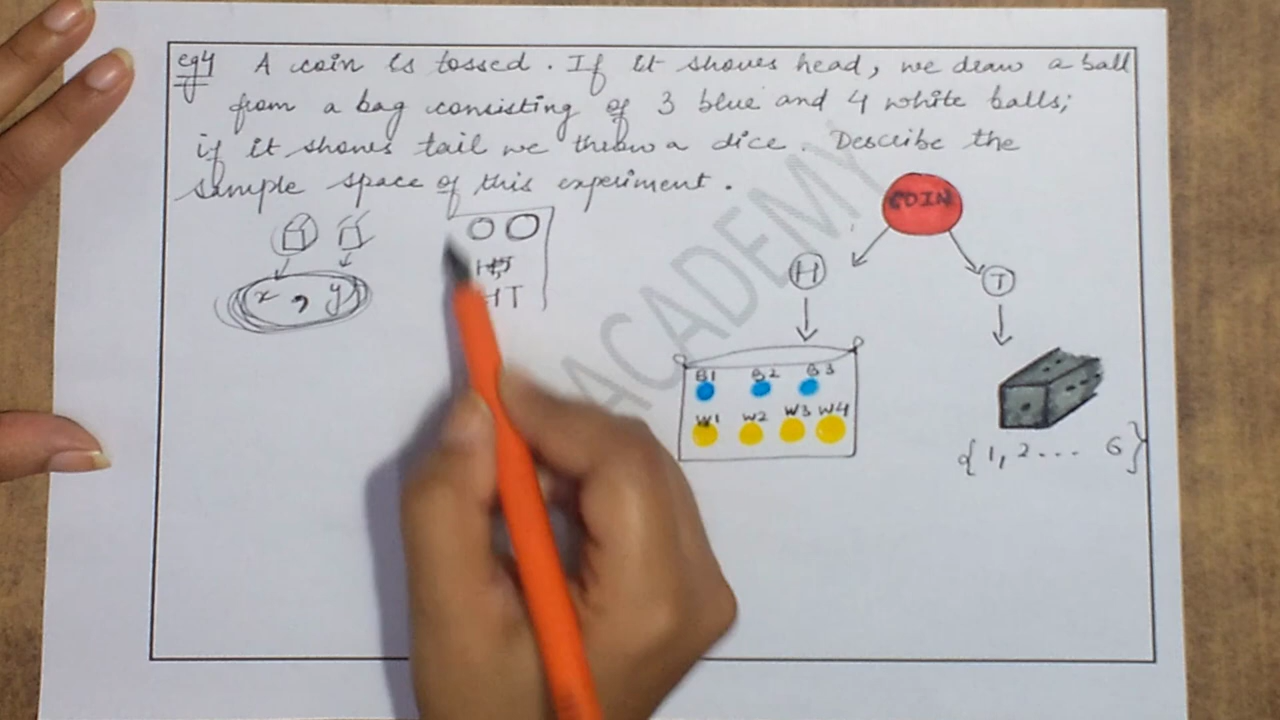 eg4 A coin is tossed. If it shows head, we draw a ball
from a bag consisting of 3 blue and 4 white balls;
if it shows tail we throw a dice. Describe the
sample space of this experiment.
COIN
H T
x, y
HT
B1 B2 B3
W1 W2 W3 W4
{1, 2... 6}
ACADEMY